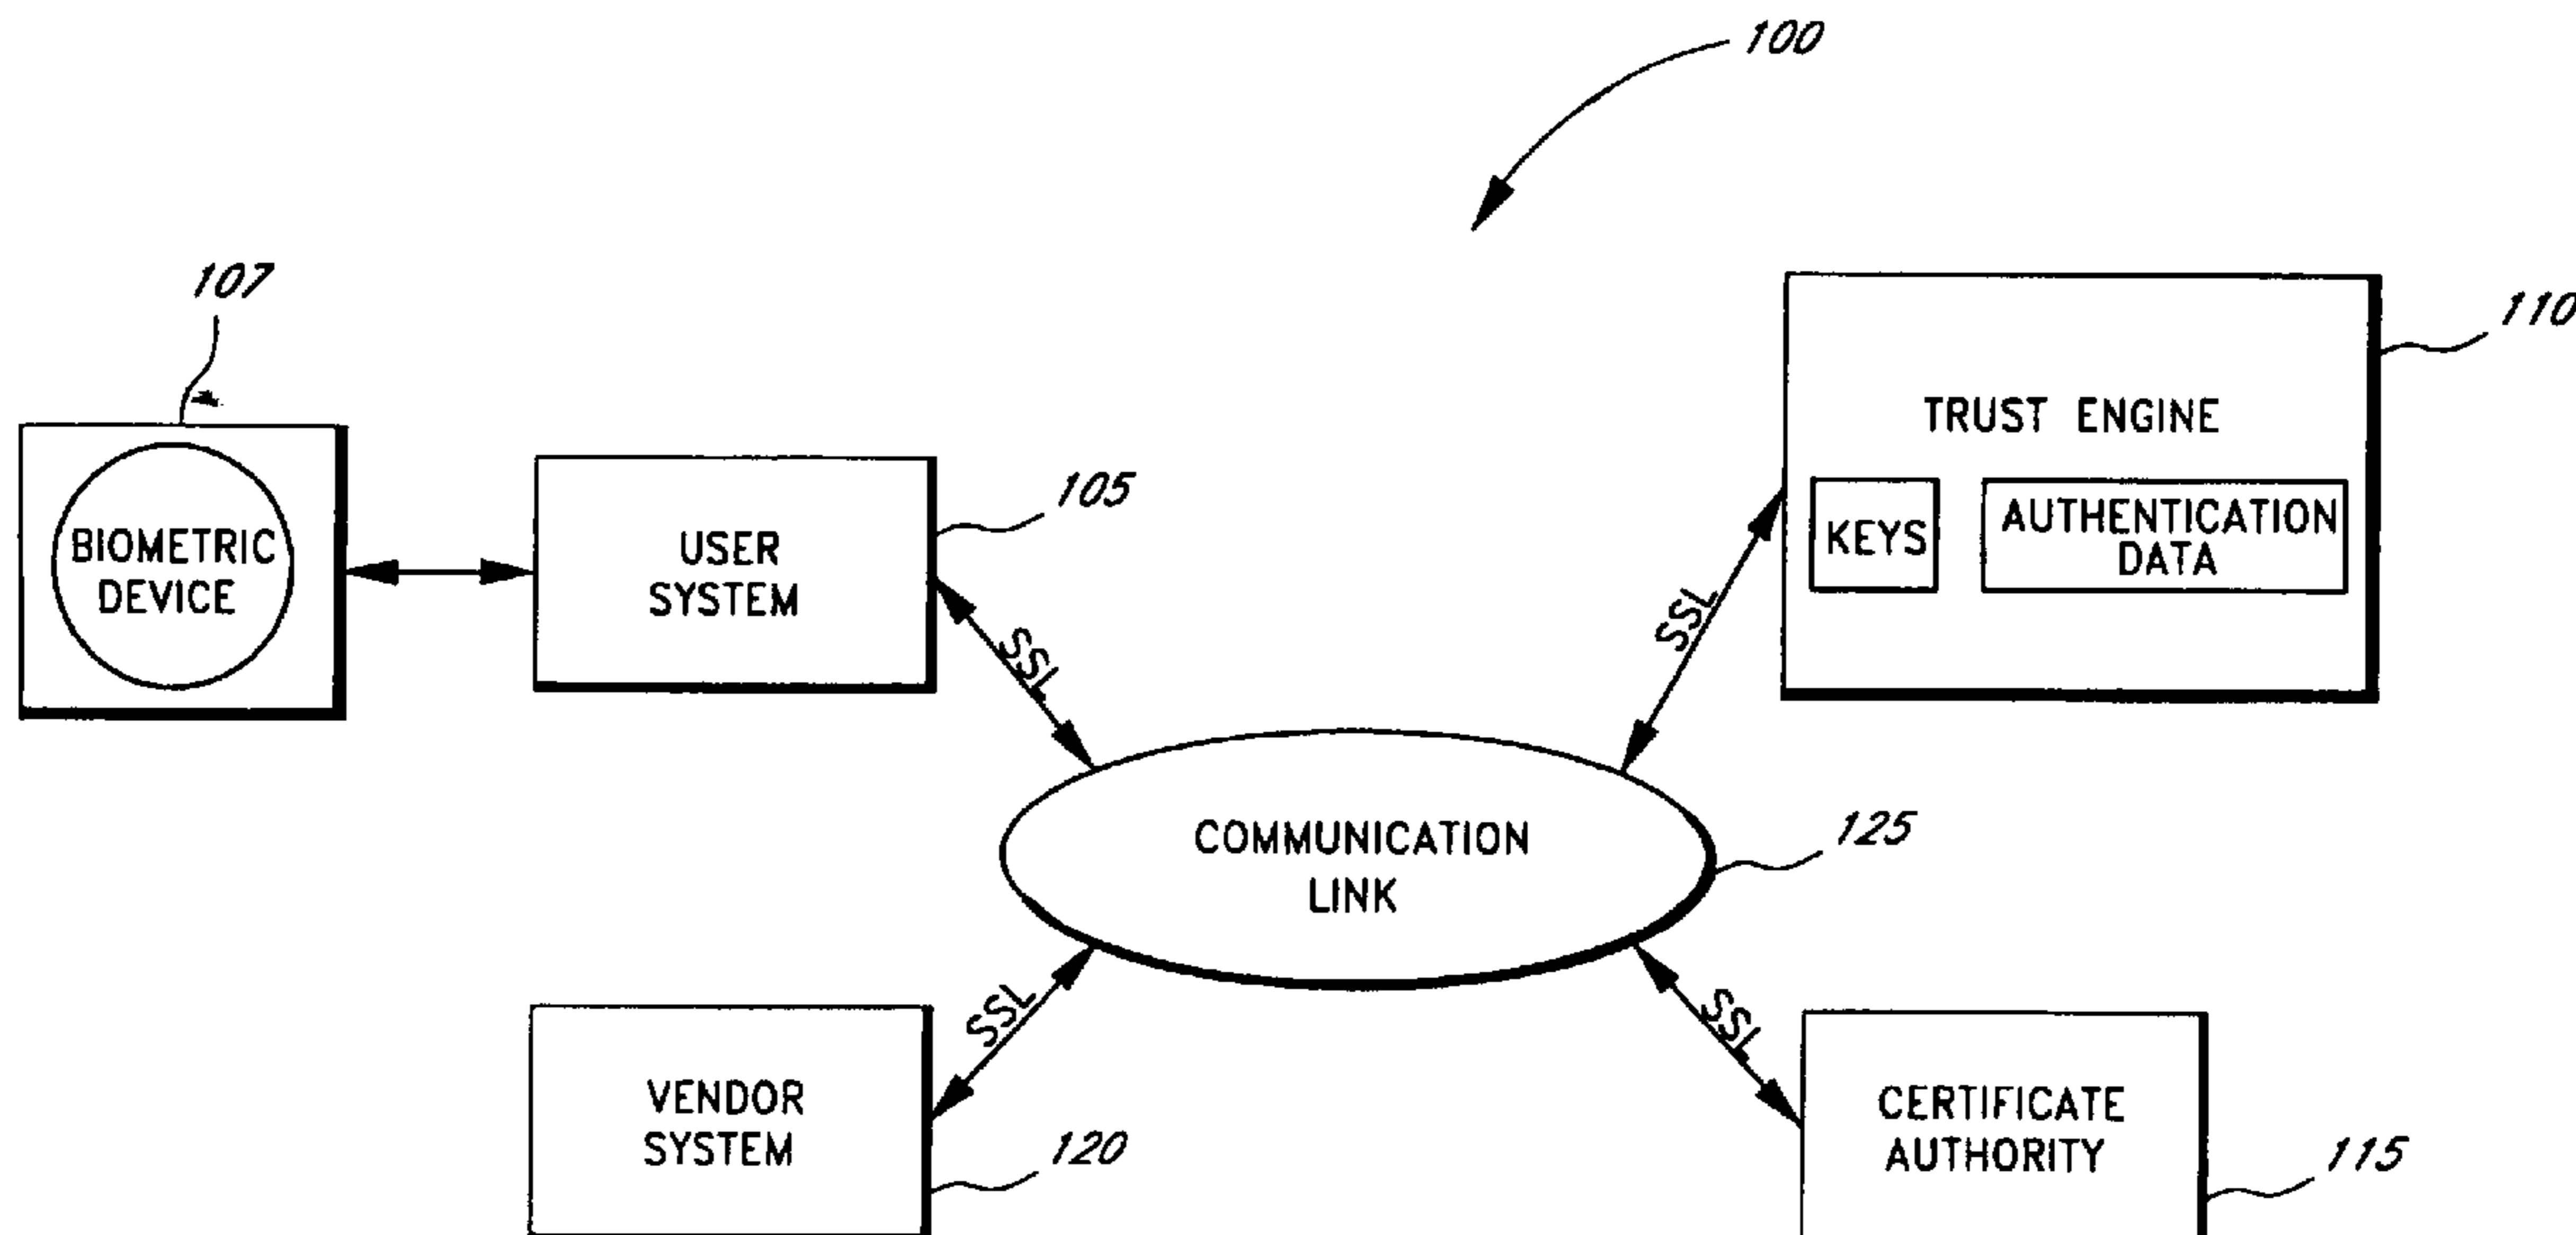 100
107
110
TRUST ENGINE
KEYS
AUTHENTICATION
DATA
BIOMETRIC
DEVICE
USER
SYSTEM
105
SSL
SSL
COMMUNICATION
LINK
125
SSL
SSL
VENDOR
SYSTEM
120
CERTIFICATE
AUTHORITY
115